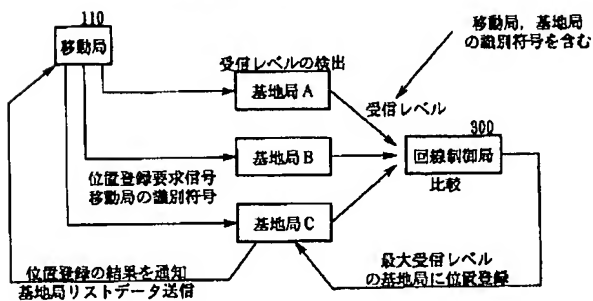 110
移動局
移動局，基地局
の識別符号を含む
受信レベルの検出
基地局A
受信レベル
300
基地局B
回線制御局
比較
位置登録要求信号
移動局の識別符号
基地局C
位置登録の結果を通知
基地局リストデータ送信
最大受信レベル
の基地局に位置登録